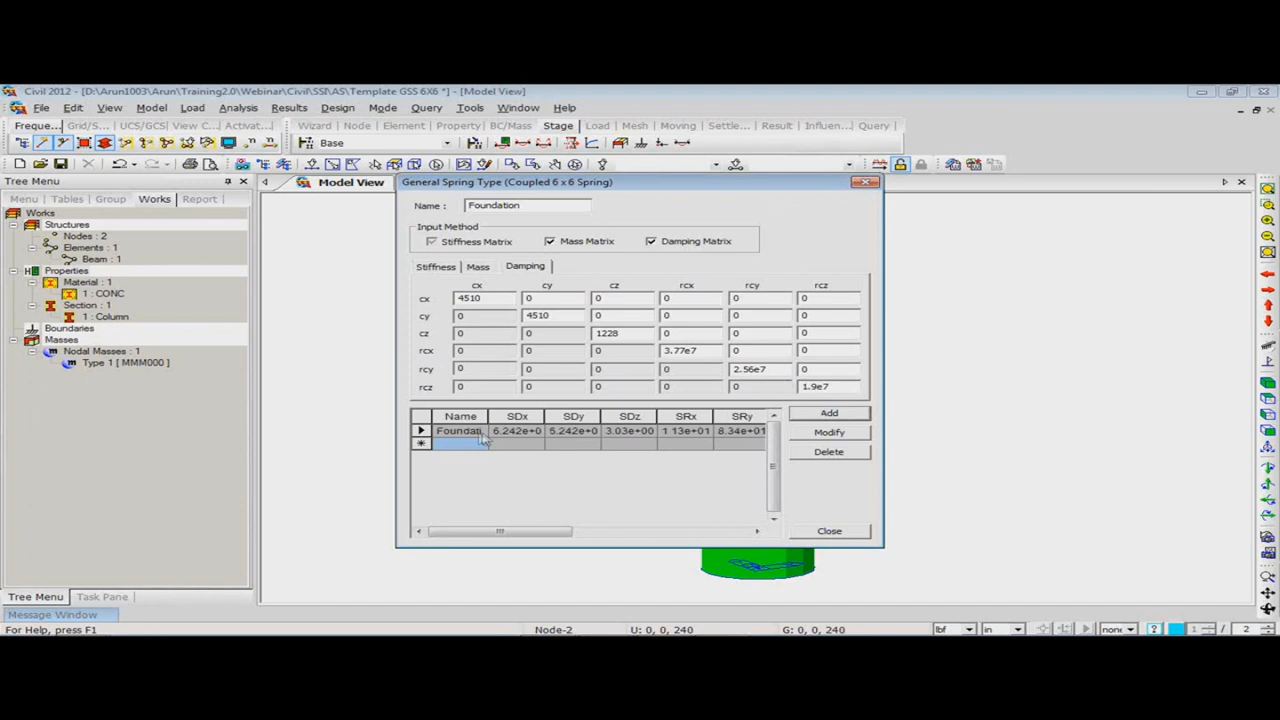 Civil 2012 - [D:\Arun1003\Arun\Training2.0\Webinar\Civil\SSI\AS\Template GSS 6X6 *] - [Model View]
File Edit View Model Load Analysis Results Design Mode Query Tools Window Help
Freque... Grid/S... UCS/GCS View C... Activat... Wizard Node Element Property BC/Mass Stage Load Mesh Moving Settle... Result Influen... Query
Base
Tree Menu
Model View
Menu Tables Group Works Report
Works
Structures
Nodes : 2
Elements : 1
Beam : 1
Properties
Material : 1
1 : CONC
Section : 1
1 : Column
Boundaries
Masses
Nodal Masses : 1
Type 1 [ MMM000 ]
General Spring Type (Coupled 6 x 6 Spring)
Name : Foundation
Input Method
Stiffness Matrix Mass Matrix Damping Matrix
Stiffness Mass Damping
cx cy cz rcx rcy rcz
cx 4510 0 0 0 0 0
cy 0 4510 0 0 0 0
cz 0 0 1228 0 0 0
rcx 0 0 0 3.77e7 0 0
rcy 0 0 0 0 2.56e7 0
rcz 0 0 0 0 0 1.9e7
Name SDx SDy SDz SRx SRy
Foundati 6.242e+0 5.242e+0 3.03e+00 1.13e+01 8.34e+01
Add
Modify
Delete
Close
Tree Menu Task Pane
Message Window
For Help, press F1 Node-2 U: 0, 0, 240 G: 0, 0, 240 lbf in none 1 / 2